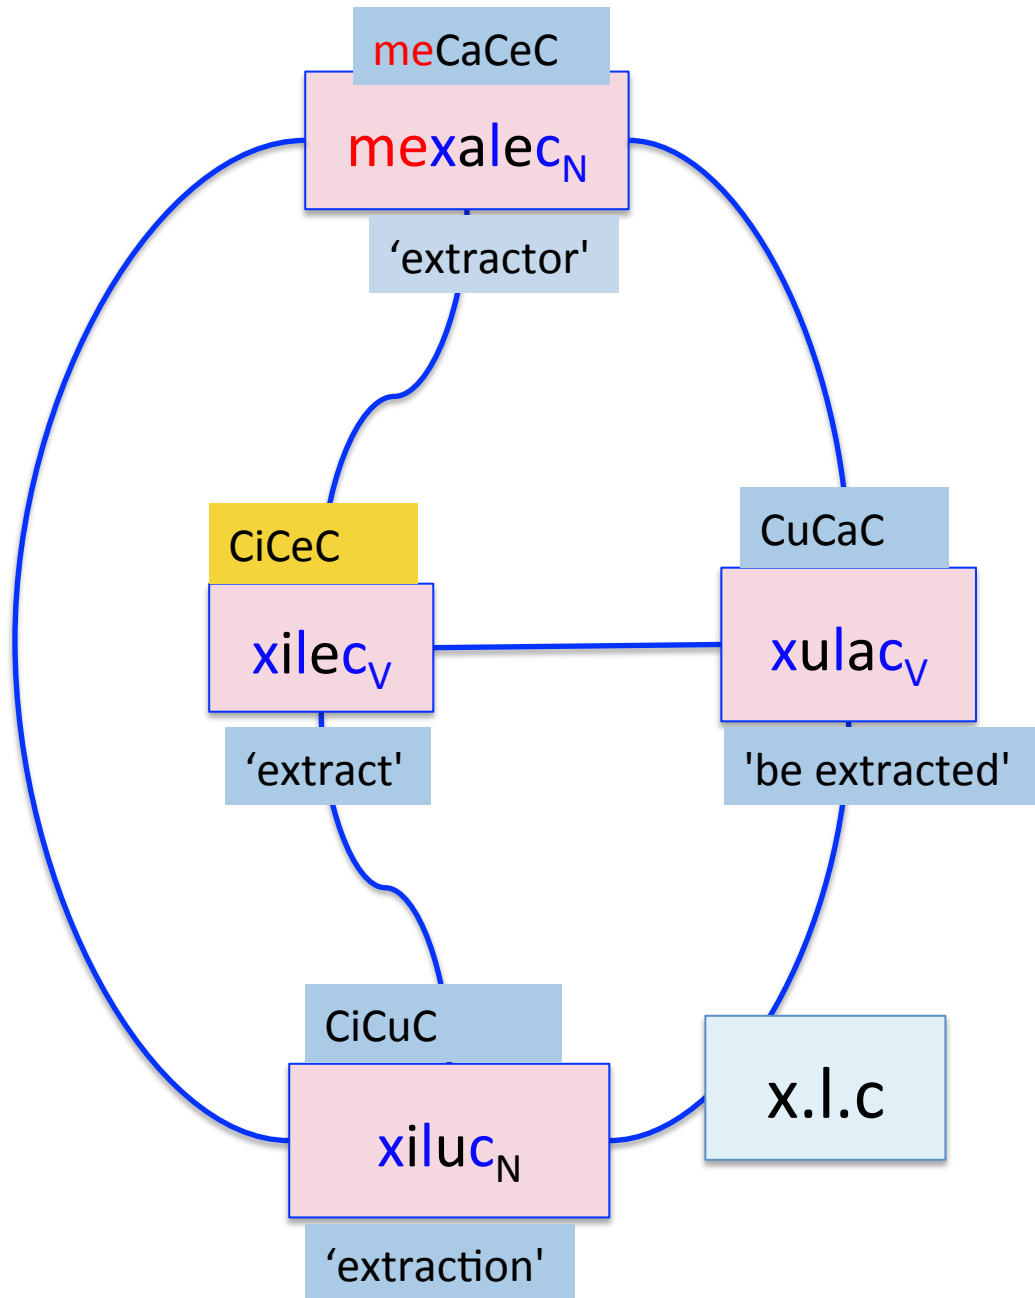 meCaCeC
mexalecN
‘extractor'
CiCeC
CuCaC
xilecV
xulacV
‘extract'
'be extracted'
CiCuC
x.l.c
xilucN
‘extraction'